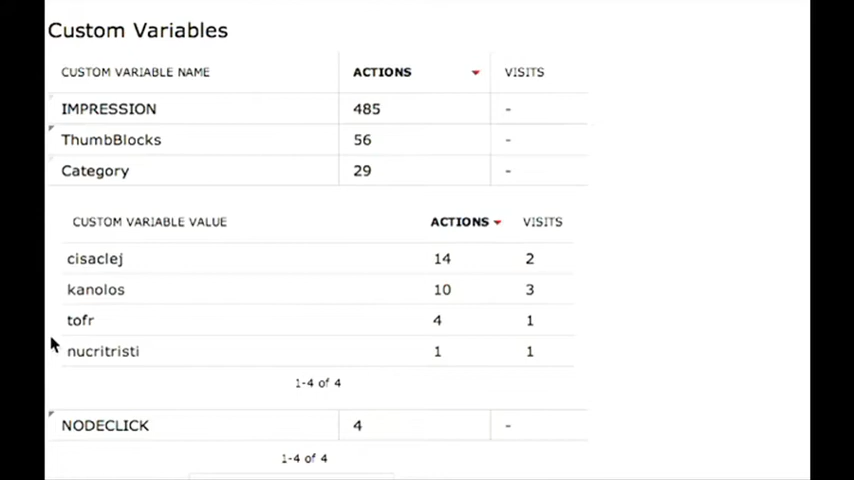 Custom Variables
CUSTOM VARIABLE NAME ACTIONS VISITS
IMPRESSION 485 -
ThumbBlocks 56 -
Category 29 -
CUSTOM VARIABLE VALUE ACTIONS VISITS
cisaclej 14 2
kanolos 10 3
tofr 4 1
nucritristi 1 1
1-4 of 4
NODECLICK 4 -
1-4 of 4